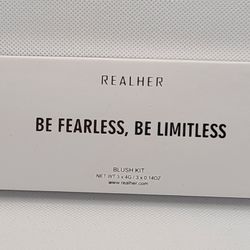 REALHER
BE FEARLESS, BE LIMITLESS
BLUSH KIT
NET WT 3 x 4G / 3 x 0.14OZ
www.realher.com